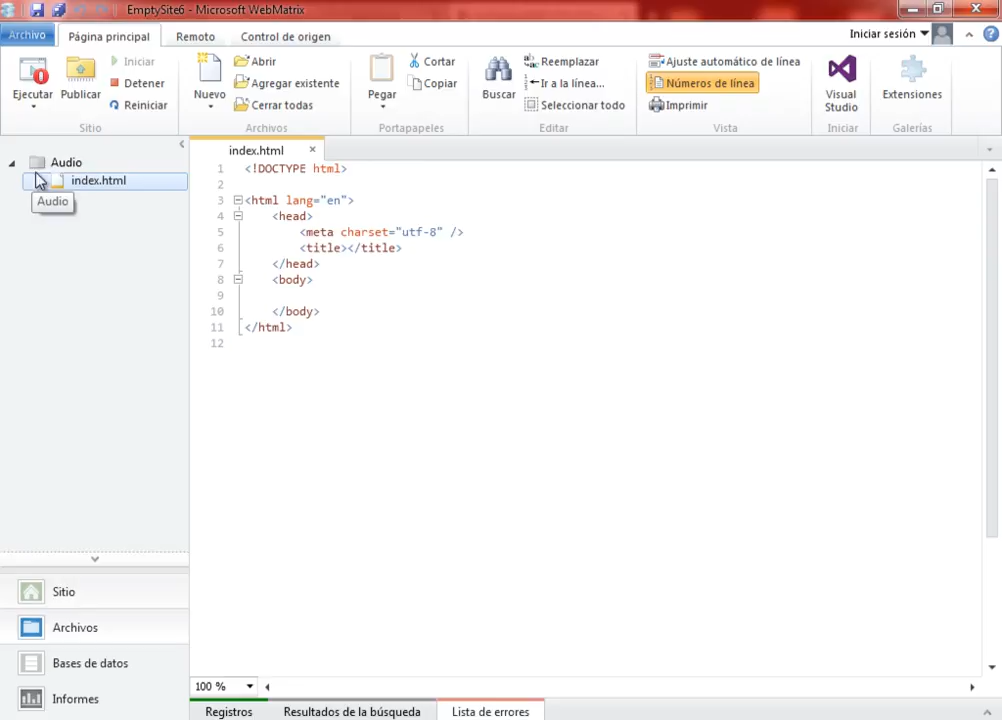 EmptySite6 - Microsoft WebMatrix
Archivo
Página principal
Remoto
Control de origen
Iniciar sesión
Ejecutar
Publicar
Iniciar
Detener
Reiniciar
Sitio
Nuevo
Abrir
Agregar existente
Cerrar todas
Archivos
Pegar
Cortar
Copiar
Portapapeles
Buscar
Reemplazar
Ir a la línea...
Seleccionar todo
Editar
Ajuste automático de línea
Números de línea
Imprimir
Vista
Visual
Studio
Iniciar
Extensiones
Galerías
Audio
index.html
Audio
index.html
1 <!DOCTYPE html>
2
3 <html lang="en">
4 <head>
5 <meta charset="utf-8" />
6 <title></title>
7 </head>
8 <body>
9
10 </body>
11 </html>
12
Sitio
Archivos
Bases de datos
Informes
100 %
Registros
Resultados de la búsqueda
Lista de errores